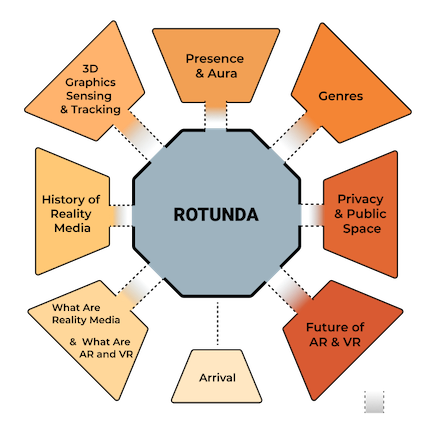 Presence
& Aura
3D
Graphics
Sensing
& Tracking
Genres
History of
Reality
Media
ROTUNDA
Privacy
& Public
Space
What Are
Reality Media
& What Are
AR and VR
Future of
AR & VR
Arrival